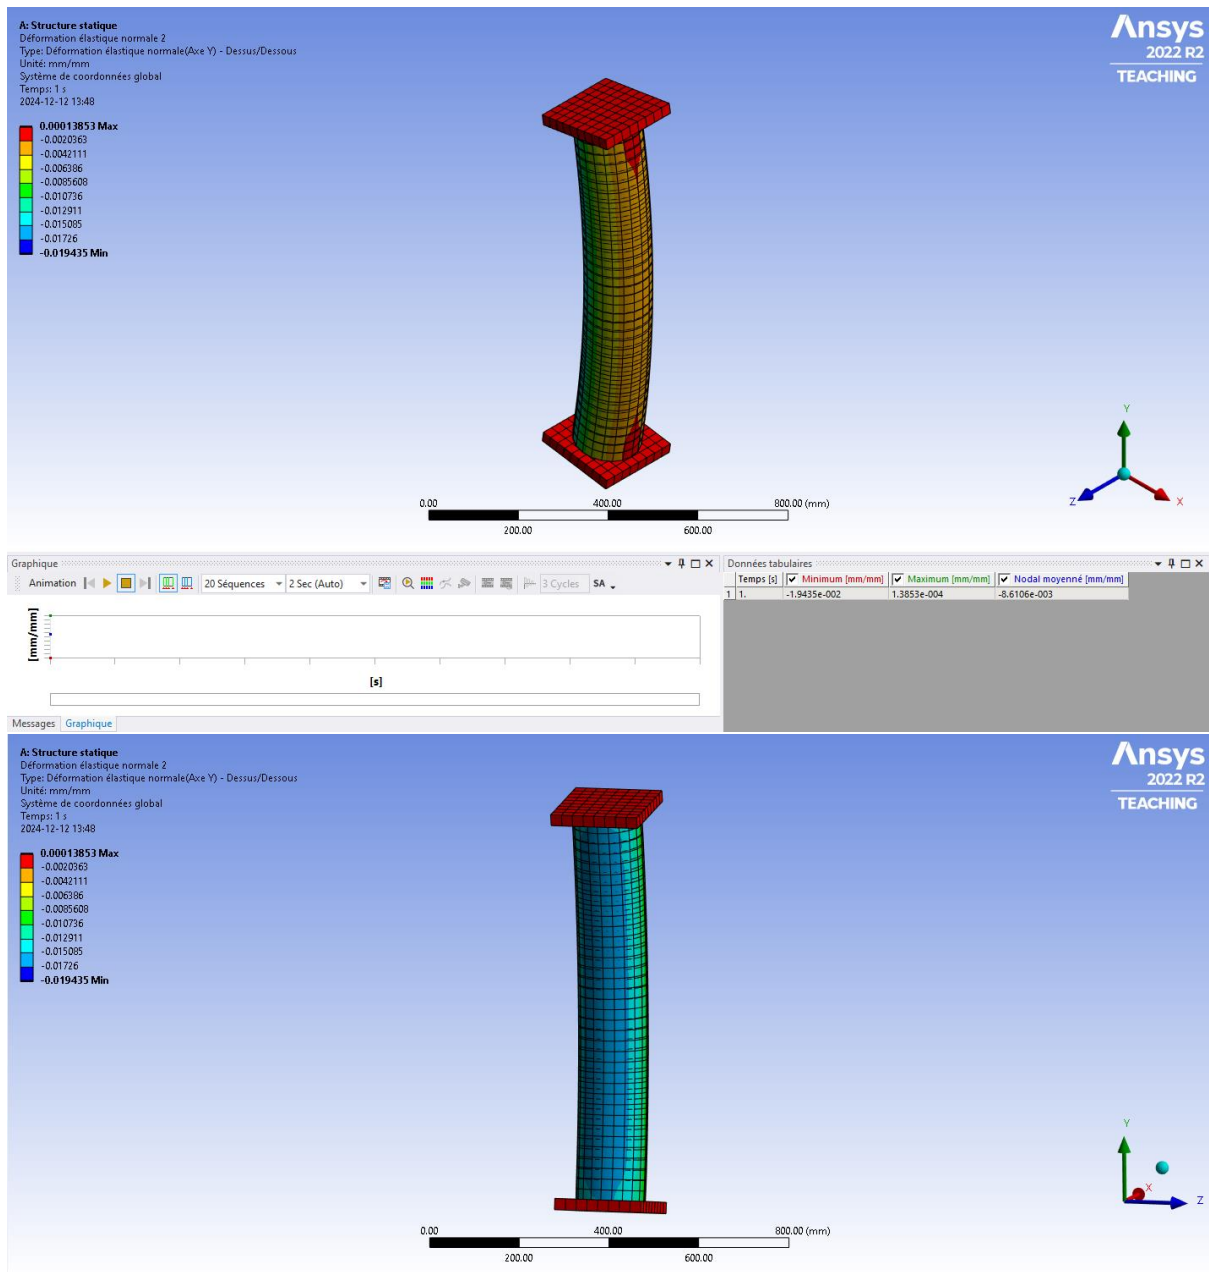 A: Structure statique
Déformation élastique normale 2
Type: Déformation élastique normale(Axe Y) - Dessus/Dessous
Unité: mm/mm
Système de coordonnées global
Temps: 1 s
2024-12-12 13:48
0.00013853 Max
-0.0020363
-0.0042111
-0.006386
-0.0085608
-0.010736
-0.012911
-0.015085
-0.01726
-0.019435 Min
Ansys
2022 R2
TEACHING
Y
Z
X
0.00 400.00 800.00 (mm)
200.00 600.00
Graphique
Animation 20 Séquences 2 Sec (Auto) 3 Cycles SA
[mm/mm]
[s]
Messages Graphique
Données tabulaires
Temps [s] Minimum [mm/mm] Maximum [mm/mm] Nodal moyenné [mm/mm]
1 1. -1.9435e-002 1.3853e-004 -8.6106e-003
A: Structure statique
Déformation élastique normale 2
Type: Déformation élastique normale(Axe Y) - Dessus/Dessous
Unité: mm/mm
Système de coordonnées global
Temps: 1 s
2024-12-12 13:48
0.00013853 Max
-0.0020363
-0.0042111
-0.006386
-0.0085608
-0.010736
-0.012911
-0.015085
-0.01726
-0.019435 Min
Ansys
2022 R2
TEACHING
Y
X
Z
0.00 400.00 800.00 (mm)
200.00 600.00